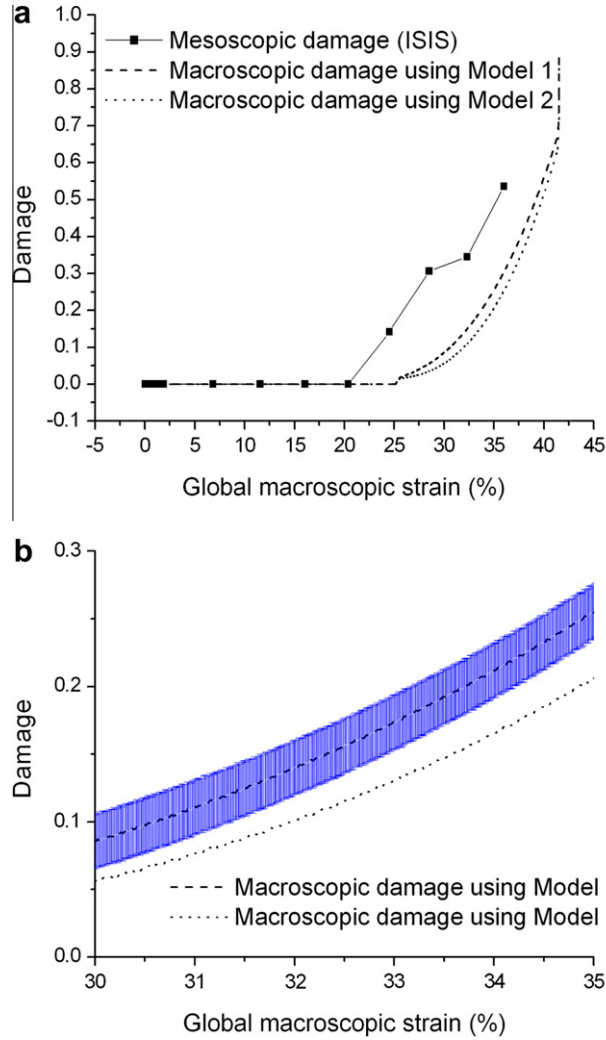 a
1.0
Mesoscopic damage (ISIS)
0.9
Macroscopic damage using Model 1
0.8
Macroscopic damage using Model 2
0.7
0.6
0.5
0.4
0.3
0.2
0.1
0.0
-0.1
Damage
-5 0 5 10 15 20 25 30 35 40 45
Global macroscopic strain (%)
b
0.3
0.2
0.1
0.0
Damage
Macroscopic damage using Model
Macroscopic damage using Model
30 31 32 33 34 35
Global macroscopic strain (%)